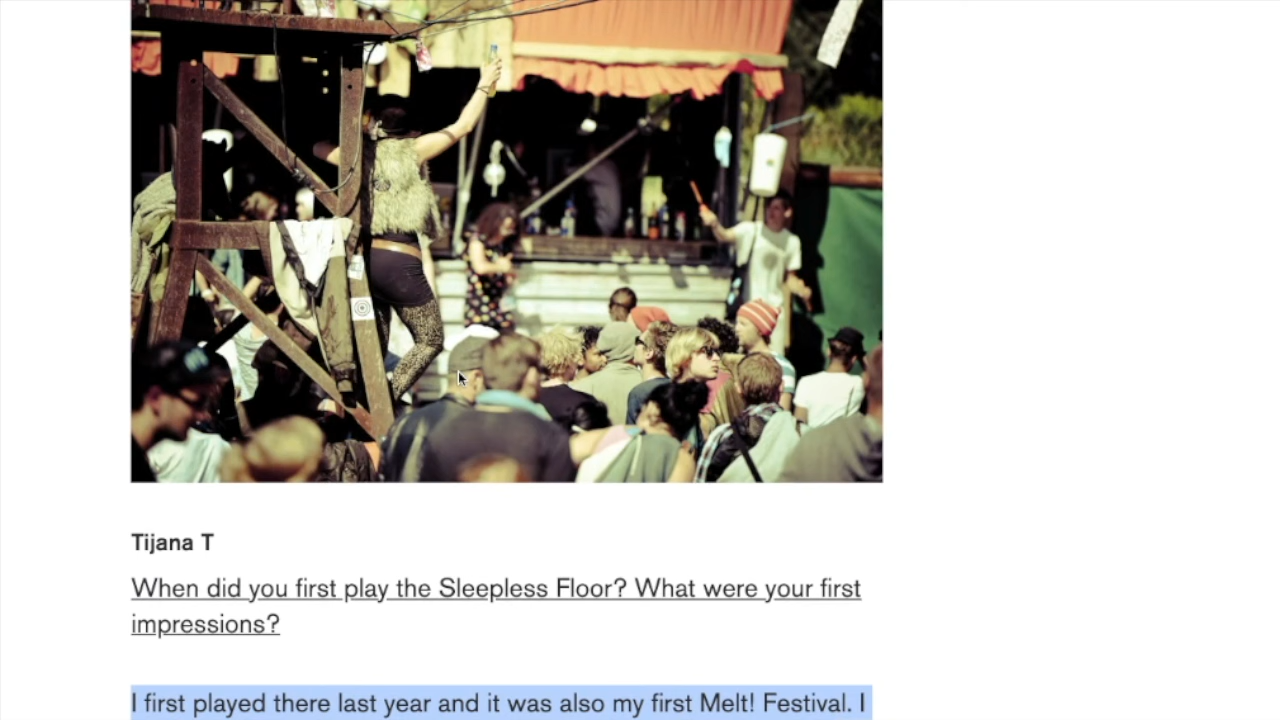 Tijana T
When did you first play the Sleepless Floor? What were your first
impressions?
I first played there last year and it was also my first Melt! Festival. I